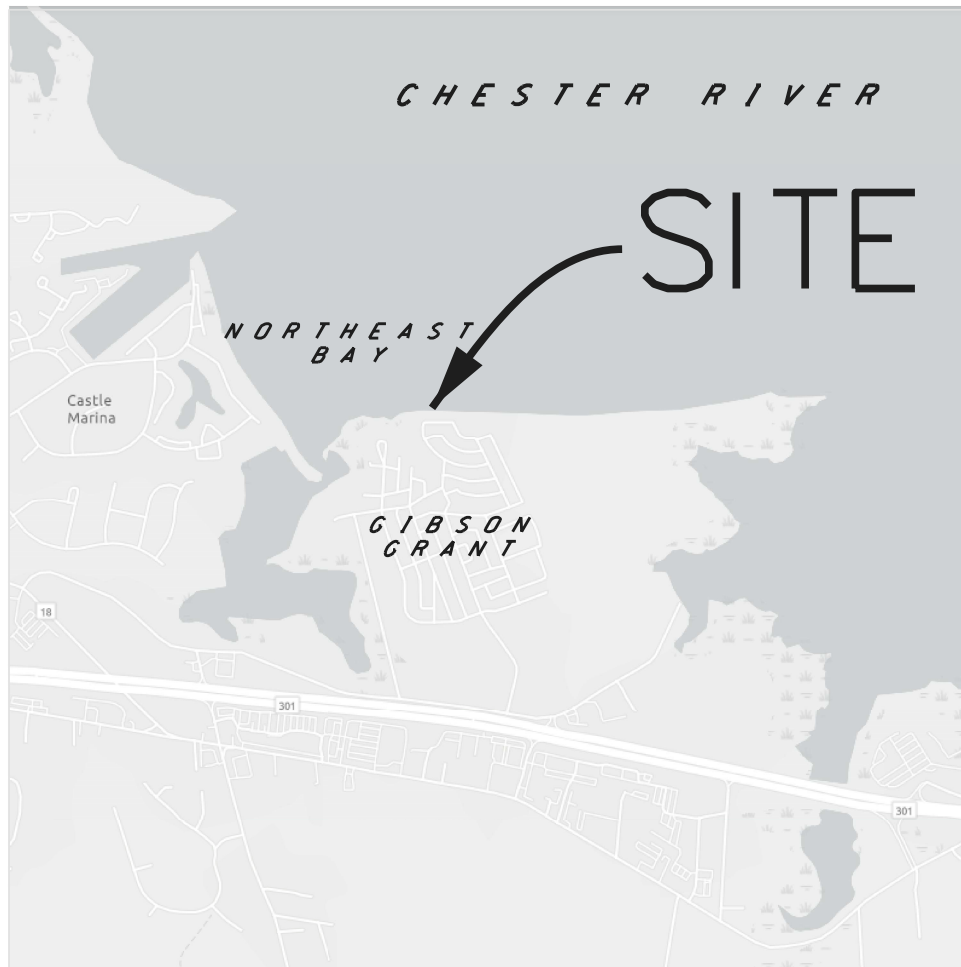 CHESTER RIVER
SITE
NORTHEAST
BAY
Castle
Marina
GIBSON
GRANT
18
301
301